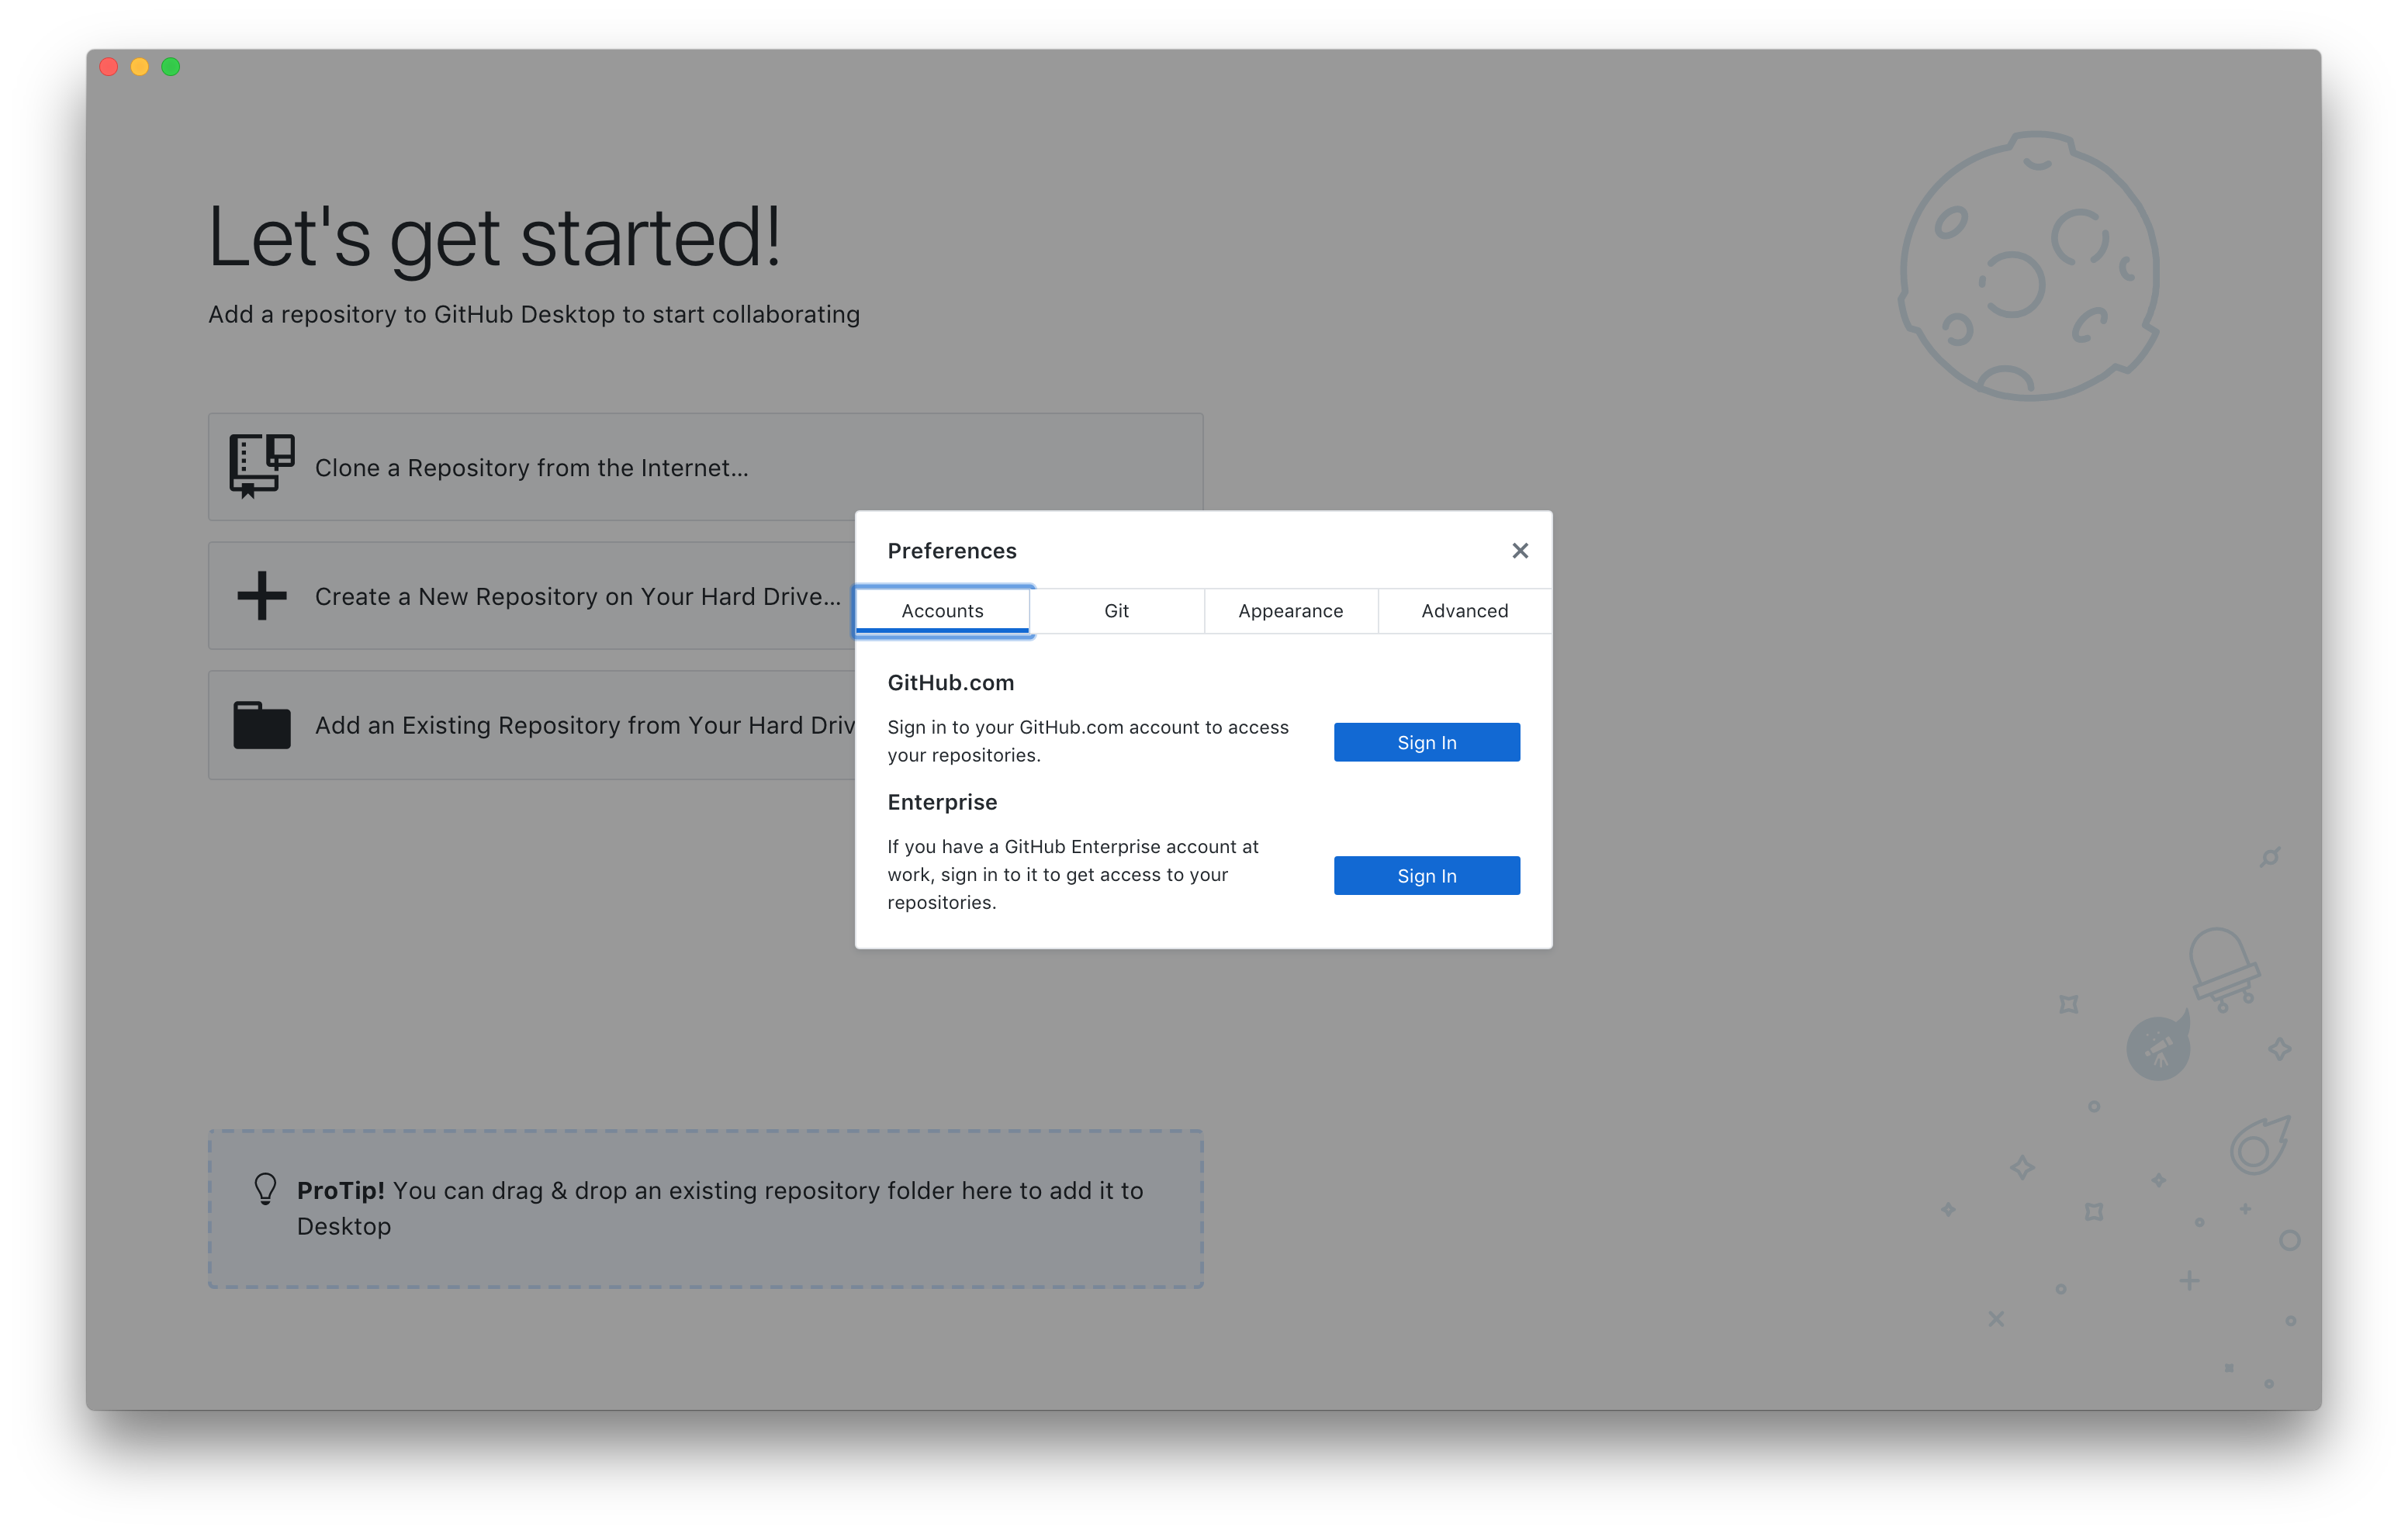 Let's get started!
Add a repository to GitHub Desktop to start collaborating
Clone a Repository from the Internet...
Create a New Repository on Your Hard Drive...
Add an Existing Repository from Your Hard Driv
Preferences
Accounts Git Appearance Advanced
GitHub.com
Sign in to your GitHub.com account to access
your repositories.
Sign In
Enterprise
If you have a GitHub Enterprise account at
work, sign in to it to get access to your
repositories.
Sign In
ProTip! You can drag & drop an existing repository folder here to add it to
Desktop